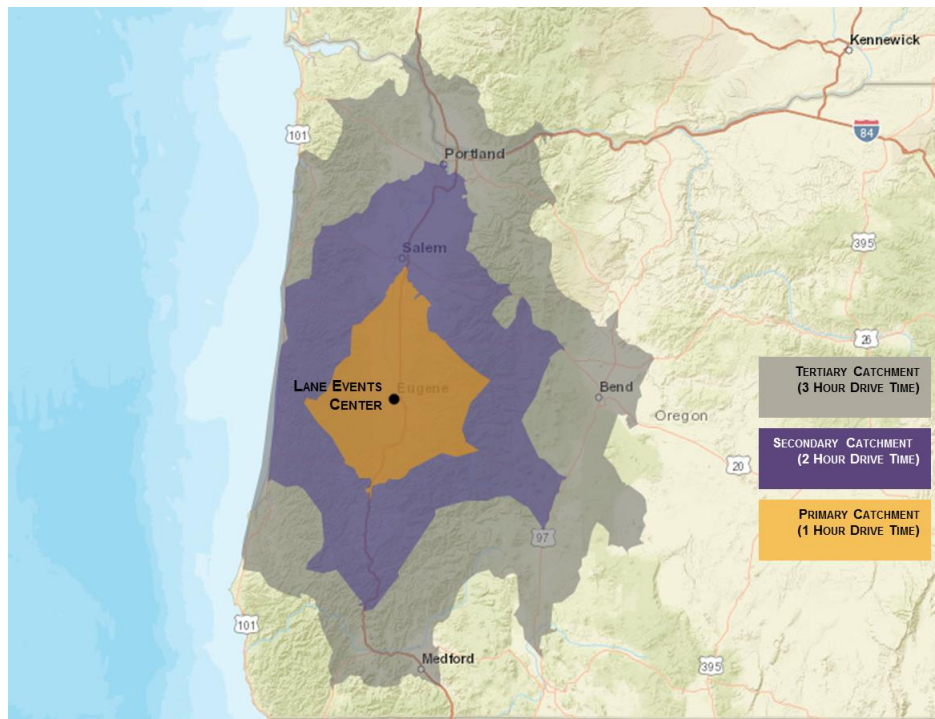 Kennewick
101
84
Portland
395
Salem
26
LANE EVENTS
CENTER
Eugene
Bend
Oregon
TERTIARY CATCHMENT
(3 HOUR DRIVE TIME)
SECONDARY CATCHMENT
(2 HOUR DRIVE TIME)
20
PRIMARY CATCHMENT
(1 HOUR DRIVE TIME)
97
101
Medford
395